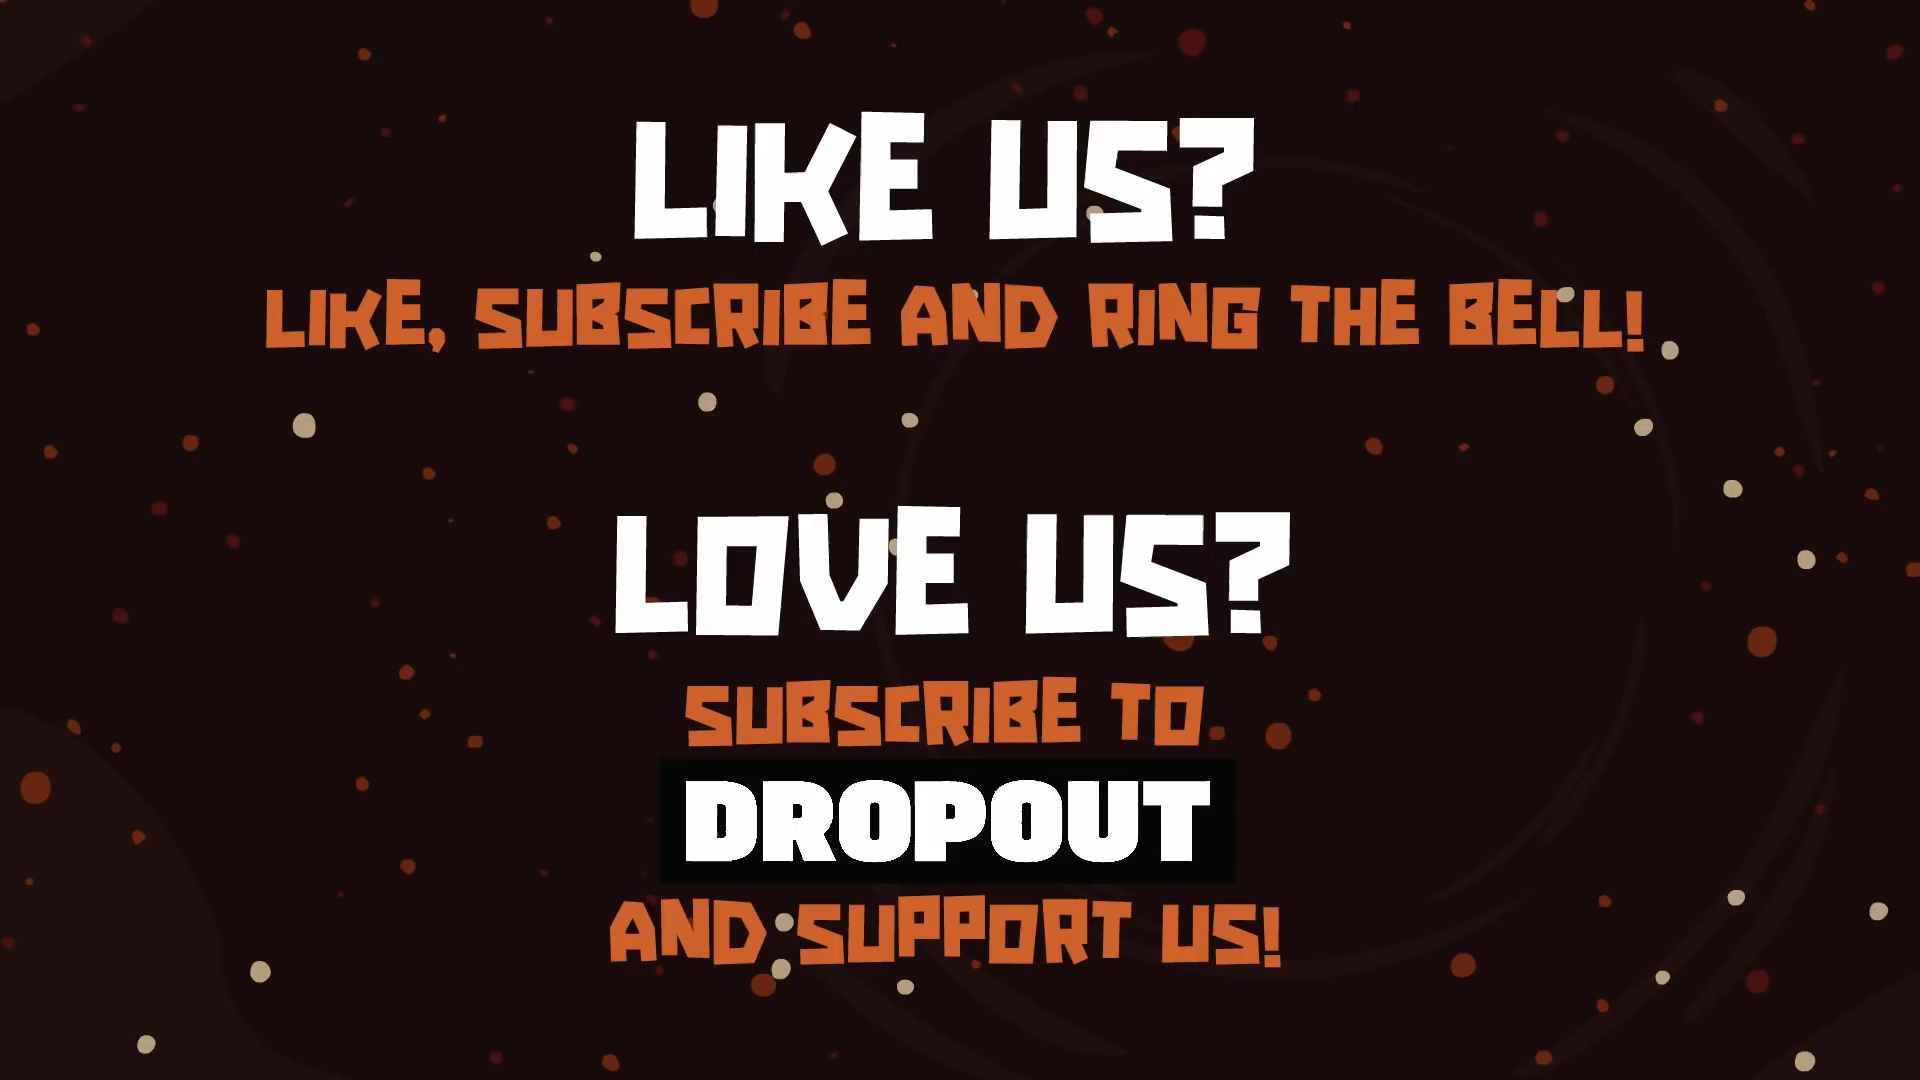 LIKE US?
LIKE, SUBSCRIBE AND RING THE BELL!
LOVE US?
SUBSCRIBE TO
DROPOUT
AND SUPPORT US!